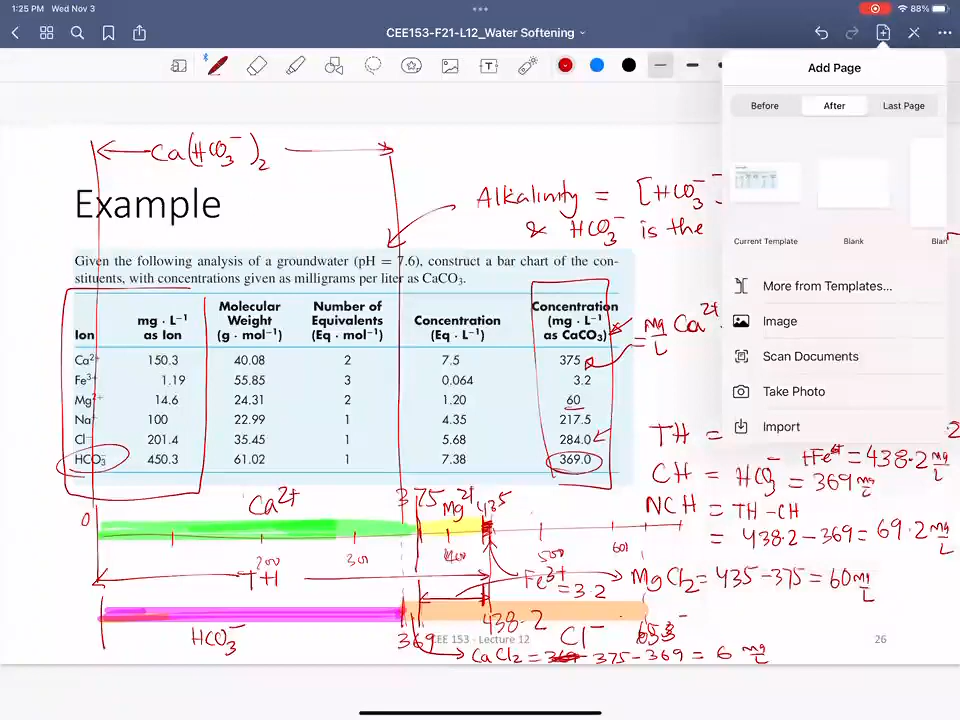 1:25 PM Wed Nov 3
88%
CEE153-F21-L12_Water Softening
Add Page
Before After Last Page
Current Template Blank Blan
More from Templates...
Image
Scan Documents
Take Photo
Import
Ca(HCO3-)2
Example
Alkalinity = [HCO3-
& HCO3- is the
Given the following analysis of a groundwater (pH = 7.6), construct a bar chart of the con-
stituents, with concentrations given as milligrams per liter as CaCO3.
Ion mg · L−1 as Ion Molecular Weight (g · mol−1) Number of Equivalents (Eq · mol−1) Concentration (Eq · L−1) Concentration (mg · L−1 as CaCO3)
Ca2+ 150.3 40.08 2 7.5 375
Fe3+ 1.19 55.85 3 0.064 3.2
Mg2+ 14.6 24.31 2 1.20 60
Na+ 100 22.99 1 4.35 217.5
Cl− 201.4 35.45 1 5.68 284.0
HCO3− 450.3 61.02 1 7.38 369.0
= mg/L Ca2+
TH =
+Fe3+ = 438.2 mg/L
CH = HCO3- = 369 mg/L
NCH = TH - CH
= 438.2 - 369 = 69.2 mg/L
0 Ca2+ 375 Mg2+ 435
200 300 400 500 600
TH
Fe3+ = 3.2
MgCl2 = 435 - 375 = 60 mg/L
HCO3- 369 438.2 Cl- 653
CEE 153 - Lecture 12
26
CaCl2 = 375 - 369 = 6 mg/L